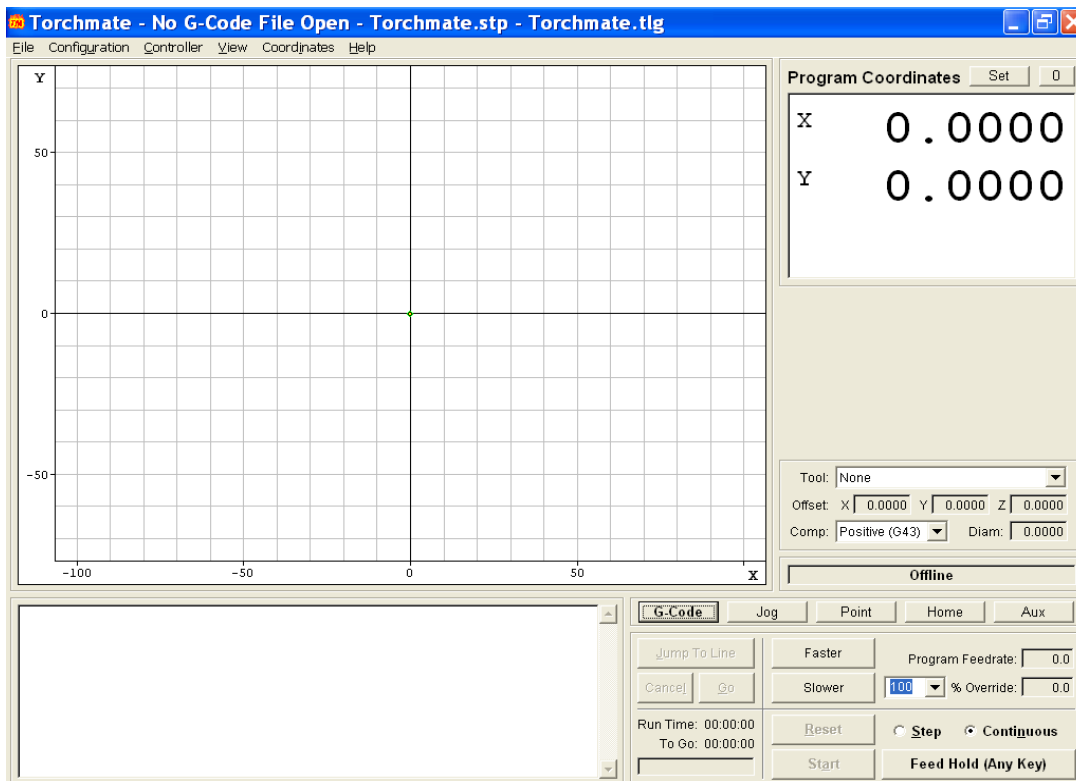 Torchmate - No G-Code File Open - Torchmate.stp - Torchmate.tlg
File Configuration Controller View Coordinates Help
Y
50
0
-50
-100 -50 0 50 X
Program Coordinates Set 0
X 0.0000
Y 0.0000
Tool: None
Offset: X 0.0000 Y 0.0000 Z 0.0000
Comp: Positive (G43) Diam: 0.0000
Offline
G-Code Jog Point Home Aux
Jump To Line
Cancel Go
Run Time: 00:00:00
To Go: 00:00:00
Faster
Slower
Program Feedrate: 0.0
100 % Override: 0.0
Reset
Start
Step Continuous
Feed Hold (Any Key)